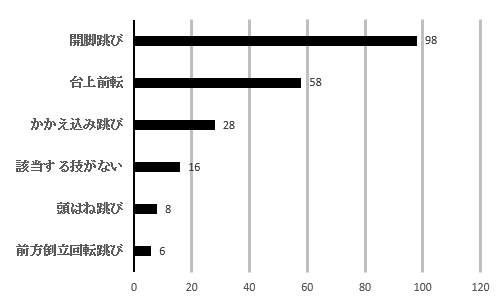 開脚跳び 98
台上前転 58
かかえ込み跳び 28
該当する技がない 16
頭はね跳び 8
前方倒立回転跳び 6
0 20 40 60 80 100 120